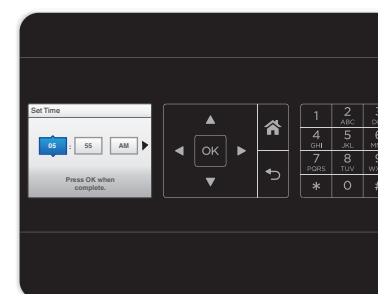 Set Time
05 : 55 AM
Press OK when
complete.
OK
1 2 ABC
4 GHI 5 JKL
7 PQRS 8 TUV
* 0